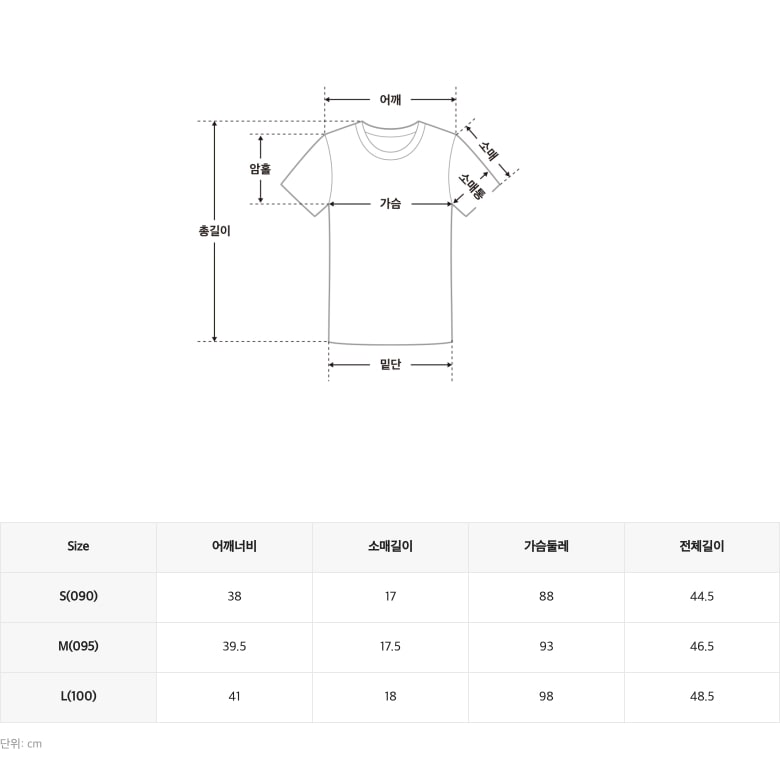 어깨
소매
암홀
소매통
가슴
총길이
밑단
Size 어깨너비 소매길이 가슴둘레 전체길이
S(090) 38 17 88 44.5
M(095) 39.5 17.5 93 46.5
L(100) 41 18 98 48.5
단위: cm